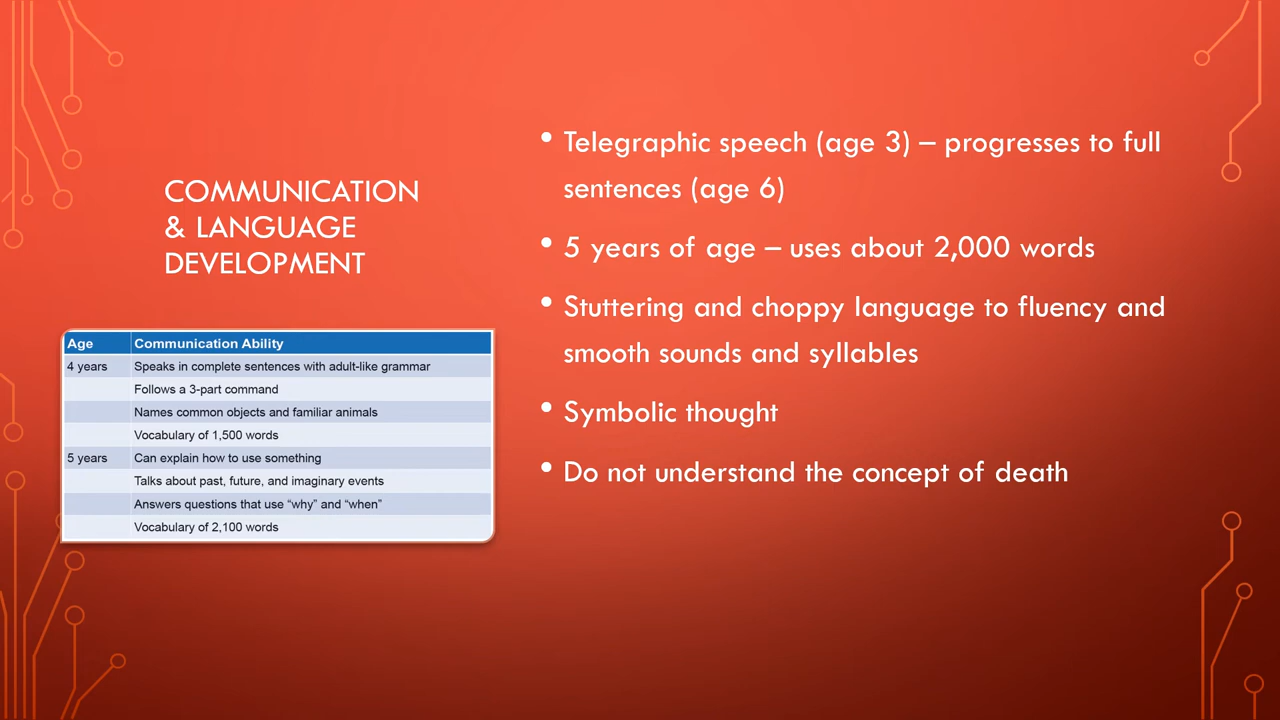 COMMUNICATION
& LANGUAGE
DEVELOPMENT
Age Communication Ability
4 years Speaks in complete sentences with adult-like grammar
Follows a 3-part command
Names common objects and familiar animals
Vocabulary of 1,500 words
5 years Can explain how to use something
Talks about past, future, and imaginary events
Answers questions that use “why” and “when”
Vocabulary of 2,100 words
• Telegraphic speech (age 3) – progresses to full
sentences (age 6)
• 5 years of age – uses about 2,000 words
• Stuttering and choppy language to fluency and
smooth sounds and syllables
• Symbolic thought
• Do not understand the concept of death